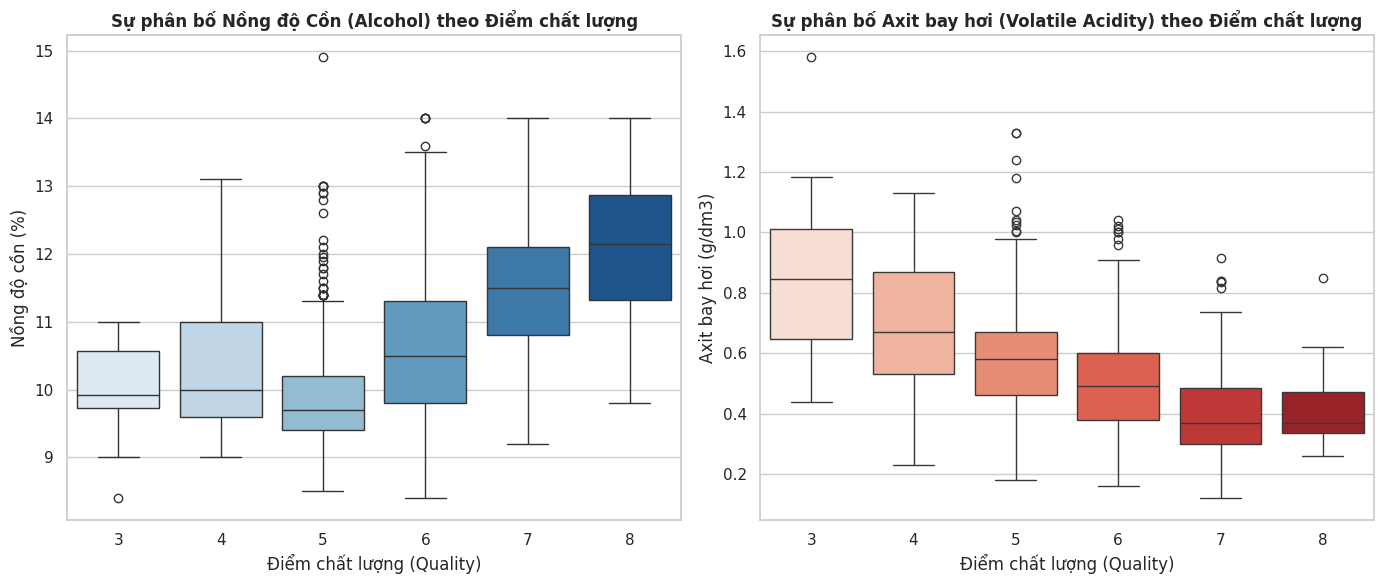 Sự phân bố Nồng độ Cồn (Alcohol) theo Điểm chất lượng
Nồng độ cồn (%)
15
14
13
12
11
10
9
3 4 5 6 7 8
Điểm chất lượng (Quality)
Sự phân bố Axit bay hơi (Volatile Acidity) theo Điểm chất lượng
Axit bay hơi (g/dm3)
1.6
1.4
1.2
1.0
0.8
0.6
0.4
0.2
3 4 5 6 7 8
Điểm chất lượng (Quality)